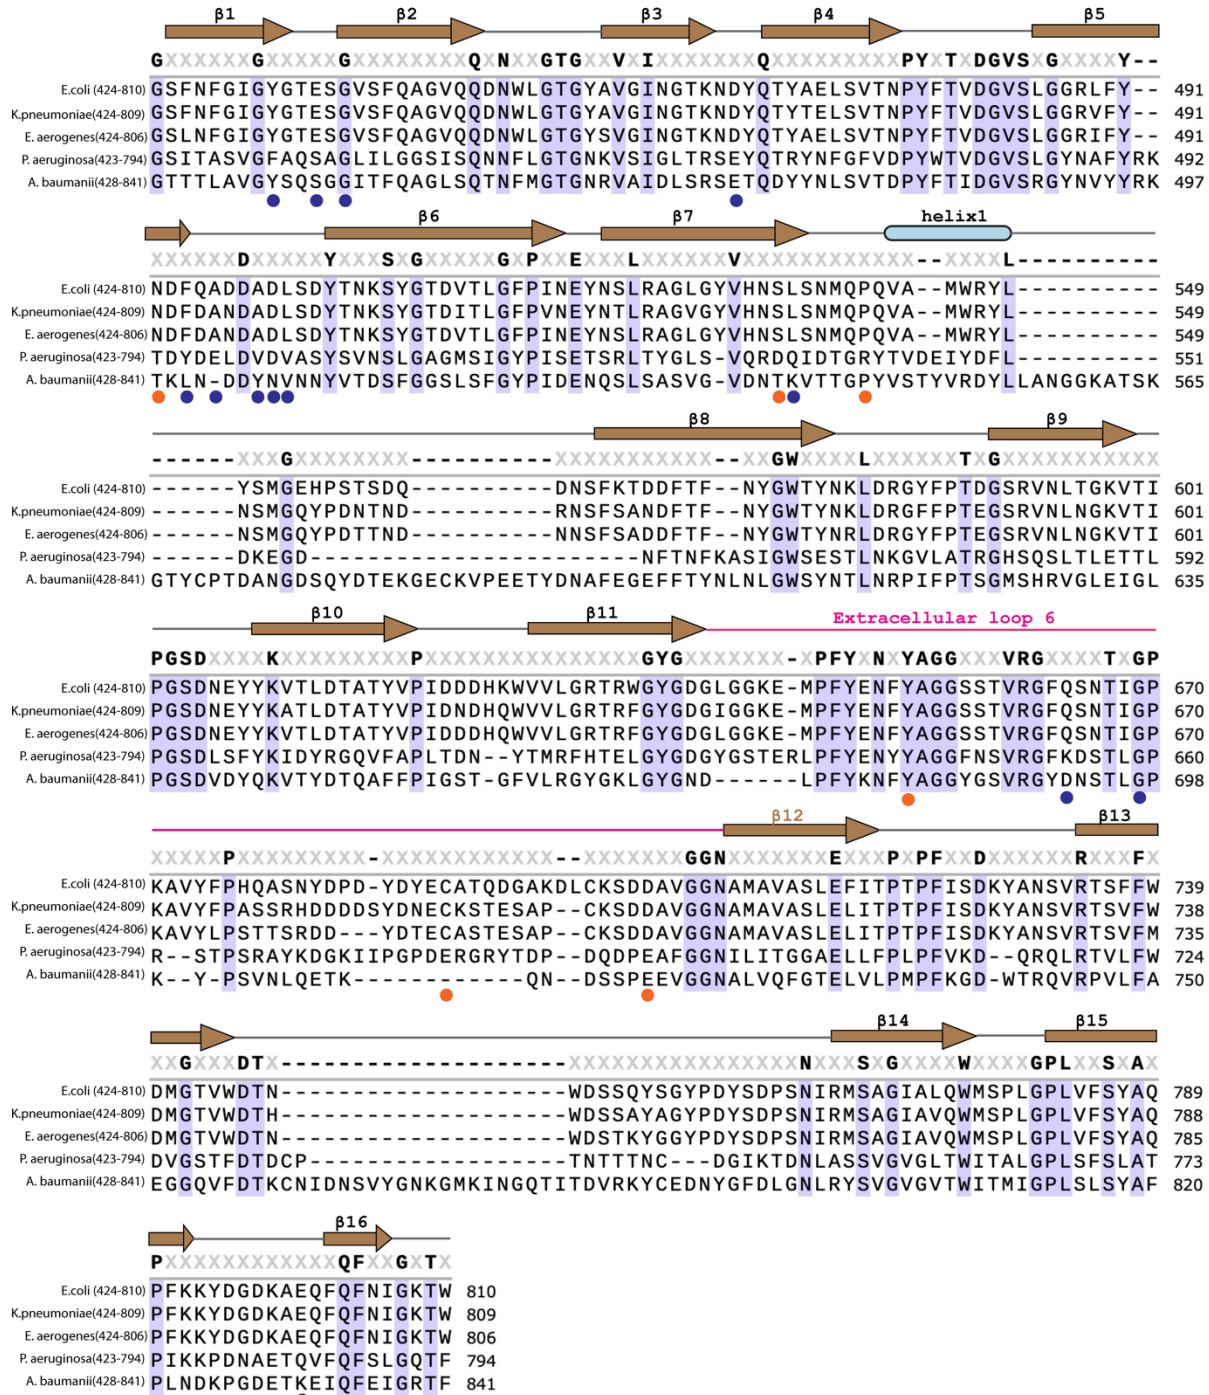 β1 β2 β3 β4 β5
GXXXXXXGXXXXXGXXXXXXXXQXNXXGTGXXVXIXXXXXXXQXXXXXXXXXPYXTXDGVSXGXXXXY--
E.coli (424-810) GSFNFGIGYGTESGVSFQAGVQQDNWLGTGYAVGINGTKNDYQTYAELSVTNPYFTVDGVSLGGRLFY-- 491
K.pneumoniae(424-809) GSFNFGIGYGTESGVSFQAGVQQDNWLGTGYAVGINGTKNDYQTYAELSVTNPYFTVDGVSLGGRVFY-- 491
E. aerogenes(424-806) GSLNFGIGYGTESGVSFQAGVQQDNWLGTGYSVGINGTKNDYQTYTELSVTNPYFTVDGVSLGGRIFY-- 491
P. aeruginosa(423-794) GSITASVGFAQSAGLILGGSISQNNFLGTGNKVSIGLTRSEYQTRYNFGFVDPYWTVDGVSLGYNAFYRK 492
A. baumanii(428-841) GTTTLAVGYSQSGGITFQAGLSQTNFMGTGNRVAIDLSRSETQDYYNLSVTDPYFTIDGVSRGYNVYYRK 497
β6 β7 helix1
XXXXXXDXXXXXYXXXSXGXXXXXGXPXXEXXXLXXXXXXVXXXXXXXXXXXX--XXXXL----------
E.coli (424-810) NDFQADDADLSDYTNKSYGTDVTLGFPINEYNSLRAGLGYVHNSLSNMQPQVA--MWRYL---------- 549
K.pneumoniae(424-809) NDFDANDADLSDYTNKSYGTDITLGFPVNEYNTLRAGVGYVHNSLSNMQPQVA--MWRYL---------- 549
E. aerogenes(424-806) NDFDANDADLSDYTNKSYGTDVTLGFPINEYNSLRAGLGYVHNSLSNMQPQVA--MWRYL---------- 549
P. aeruginosa(423-794) TDYDELDVDVASYSVNSLGAGMSIGYPISETSRLTYGLS-VQRDQIDTGRYTVDEIYDFL---------- 551
A. baumanii(428-841) TKLN-DDYNVNNYVTDSFGGSLSFGYPIDENQSLSASVG-VDNTKVTTGPYVSTYVRDYLLANGGKATSK 565
β8 β9
------XXXGXXXXXXXX----------XXXXXXXXXXX--XXGWXXXXLXXXXXXTXGXXXXXXXXXXX
E.coli (424-810) ------YSMGEHPSTSDQ----------DNSFKTDDFTF--NYGWTYNKLDRGYFPTDGSRVNLTGKVTI 601
K.pneumoniae(424-809) ------NSMGQYPDNTND----------RNSFSANDFTF--NYGWTYNKLDRGFFPTEGSRVNLNGKVTI 601
E. aerogenes(424-806) ------NSMGQYPDTTND----------KNSFSADDFTF--NYGWTYNRLDRGFFPTEGSRVNLNGKVTI 601
P. aeruginosa(423-794) ------DKEGD-----------------------NFTNFKASIGWSESTLNKGVLATRGHSQSLTLETTL 592
A. baumanii(428-841) GTYCPTDANGDSQYDTEKGECKVPEETYDNAFEGEFFTYNLNLGWSYNTLNRPIFPTSGMSHRVGLEIGL 635
β10 β11 Extracellular loop 6
PGSDXXXXKXXXXXXXXXPXXXXXXXXXXXXXXXGYGXXXXXXX-XPFYXNXYAGGXXXVRGXXXXTXGP
E.coli (424-810) PGSDNEYYKVTLDTATYVPIDDDHKWVVLGRTRWGYGDGLGGKE-MPFYENFYAGGSSTVRGFQSNTIGP 670
K.pneumoniae(424-809) PGSDNEYYKATLDTATYVPIDNDHQWVVLGRTRFGYGDGIGGKE-MPFYENFYAGGSSTVRGFQSNTIGP 670
E. aerogenes(424-806) PGSDNEYYKVTLDTATYVPIDDDHQWVVLGRTRFGYGDGLGGKE-MPFYENFYAGGSSTVRGFQSNTIGP 670
P. aeruginosa(423-794) PGSDLSFYKIDYRGQVFAPLTDN--YTMRFHTELGYGDGYGSTERLPFYENYYAGGFNSVRGFKDSTLGP 660
A. baumanii(428-841) PGSDVDYQKVTYDTQAFFPIGST-GFVLRGYGKLGYGND------LPFYKNFYAGGYGSVRGYDNSTLGP 698
β12 β13
XXXXXPXXXXXXXXX-XXXXXXXXXXXX--XXXXXXXGGNXXXXXXXEXXXPXPFXXDXXXXXXRXXXFX
E.coli (424-810) KAVYFPHQASNYDPD-YDYECATQDGAKDLCKSDDAVGGNAMAVASLEFITPTPFISDKYANSVRTSFFW 739
K.pneumoniae(424-809) KAVYFPASSRHDDDDSYDNECKSTESAP--CKSDDAVGGNAMAVASLELITPTPFISDKYANSVRTSVFW 738
E. aerogenes(424-806) KAVYLPSTTSRDD---YDTECASTESAP--CKSDDAVGGNAMAVASLELITPTPFISDKYANSVRTSVFM 735
P. aeruginosa(423-794) R--STPSRAYKDGKIIPGPDERGRYTDP--DQDPEAFGGNILITGGAELLFPLPFVKD--QRQLRTVLFW 724
A. baumanii(428-841) K--Y-PSVNLQETK------------QN--DSSPEEVGGNALVQFGTELVLPMPFKGD-WTRQVRPVLFA 750
β14 β15
XXGXXXDTX--------------------XXXXXXXXXXXXXXXXNXXXSXGXXXXWXXXXGPLXXSXAX
E.coli (424-810) DMGTVWDTN--------------------WDSSQYSGYPDYSDPSNIRMSAGIALQWMSPLGPLVFSYAQ 789
K.pneumoniae(424-809) DMGTVWDTH--------------------WDSSAYAGYPDYSDPSNIRMSAGIALQWMSPLGPLVFSYAQ 788
E. aerogenes(424-806) DMGTVWDTN--------------------WDSTKYGGYPDYSDPSNIRMSAGIAVQWMSPLGPLVFSYAQ 785
P. aeruginosa(423-794) DVGSTFDTDCP------------------TNTTTNC---DGIKTDNLASSVGVGLTWITALGPLSFSLAT 773
A. baumanii(428-841) EGGQVFDTKCNIDNSVYGNKGMKINGQTITDVRKYCEDNYGFDLGNLRYSVGVGVTWITMIGPLSLSYAF 820
β16
PXXXXXXXXXXXXQFXXGXTX
E.coli (424-810) PFKKYDGDKAEQFQFNIGKTW 810
K.pneumoniae(424-809) PFKKYDGDKAEQFQFNIGKTW 809
E. aerogenes(424-806) PFKKYDGDKAEQFQFNIGKTW 806
P. aeruginosa(423-794) PIKKPDNAETQVFQFSLGQTF 794
A. baumanii(428-841) PLNDKPGDETKEIQFEIGRTF 841